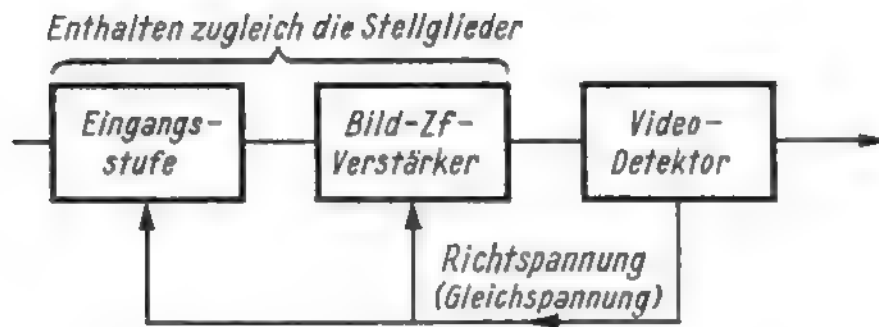 Enthalten zugleich die Stellglieder
Eingangs-
stufe
Bild-Zf-
Verstärker
Video-
Detektor
Richtspannung
(Gleichspannung)